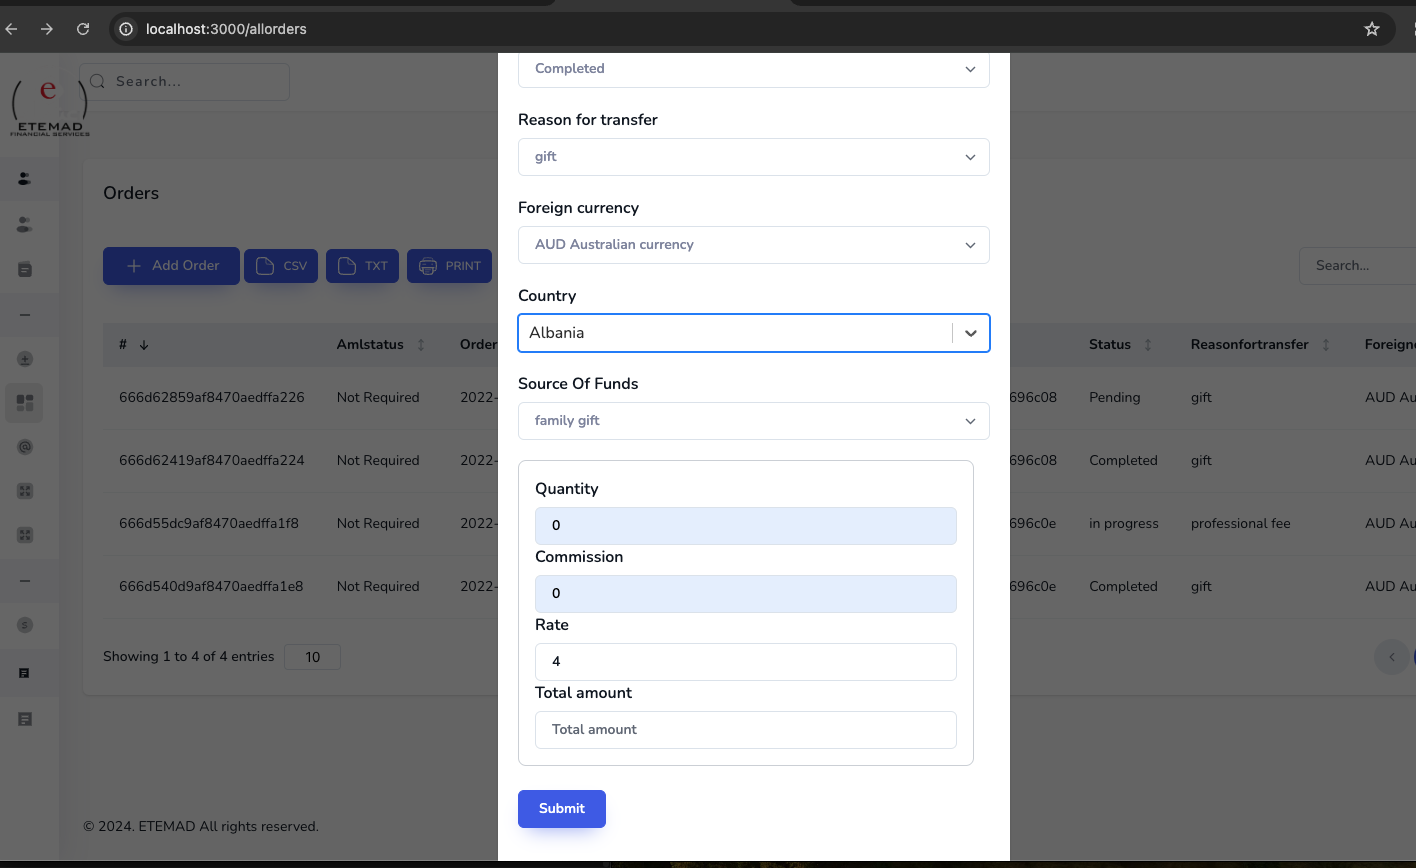 localhost:3000/allorders
Search...
e
ETEMAD
FINANCIAL SERVICES
Completed
Reason for transfer
gift
Foreign currency
AUD Australian currency
Country
Albania
Source Of Funds
family gift
Quantity
0
Commission
0
Rate
4
Total amount
Total amount
Submit
Orders
Add Order
CSV
TXT
PRINT
Search...
# Amlstatus Order Status Reasonfortransfer Foreign
666d62859af8470aedffa226 Not Required 2022- 696c08 Pending gift AUD Au
666d62419af8470aedffa224 Not Required 2022- 696c08 Completed gift AUD Au
666d55dc9af8470aedffa1f8 Not Required 2022- 696c0e in progress professional fee AUD Au
666d540d9af8470aedffa1e8 Not Required 2022- 696c0e Completed gift AUD Au
Showing 1 to 4 of 4 entries 10
© 2024. ETEMAD All rights reserved.